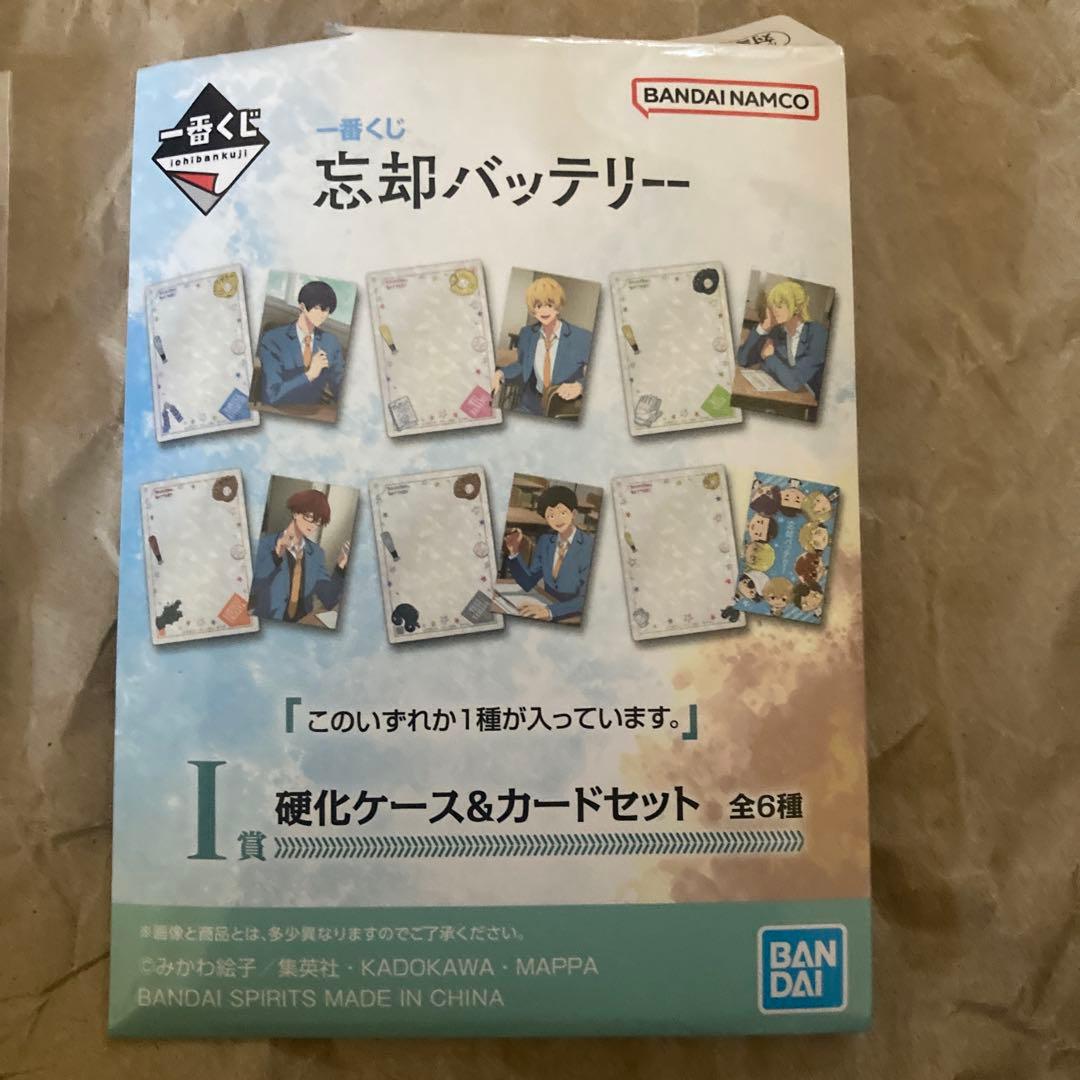 一番くじ
ichibankuji
BANDAI NAMCO
一番くじ
忘却バッテリー
「このいずれか1種が入っています。」
I賞
硬化ケース&カードセット 全6種
※画像と商品とは、多少異なりますのでご了承ください。
©みかわ絵子／集英社・KADOKAWA・MAPPA
BANDAI SPIRITS MADE IN CHINA
BAN
DAI